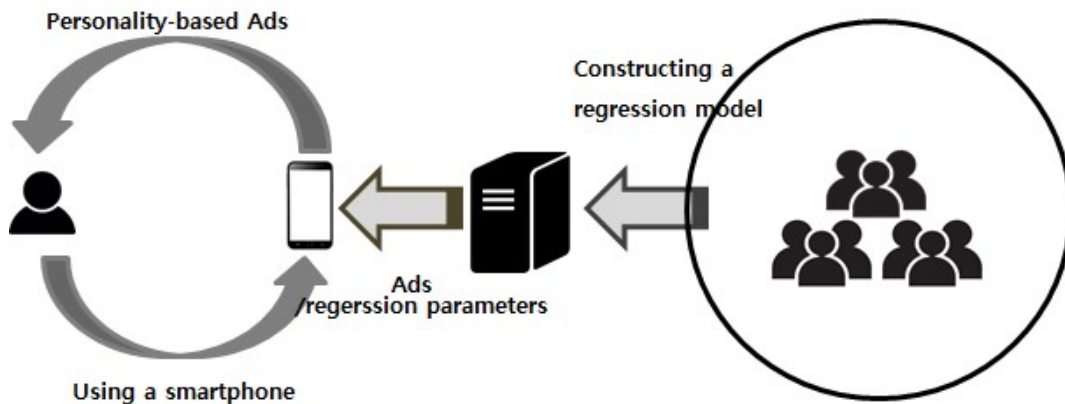 Personality-based Ads
Constructing a
regression model
Ads
/regerssion parameters
Using a smartphone